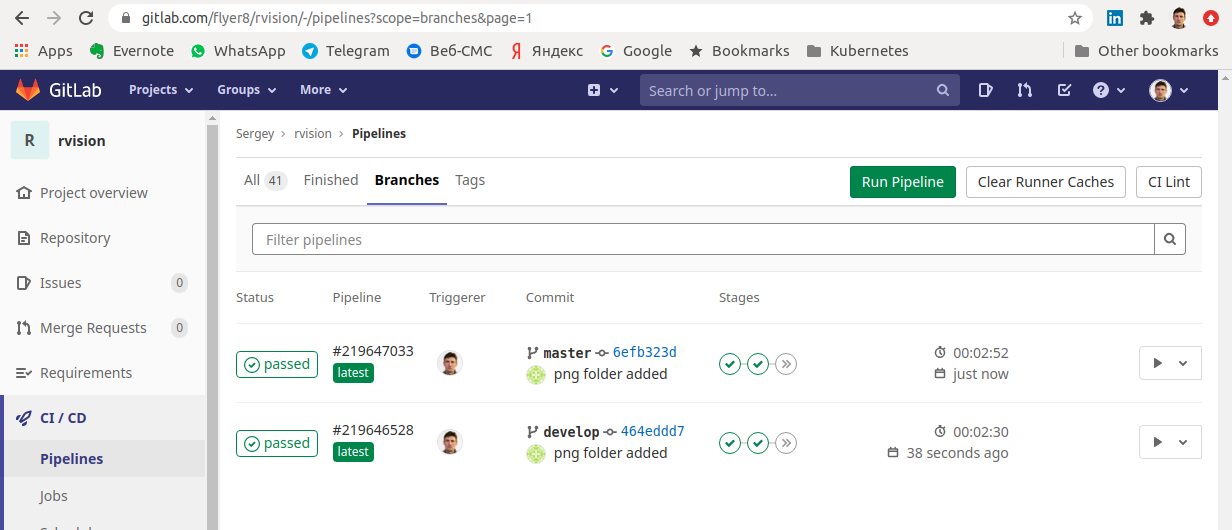 gitlab.com/flyer8/rvision/-/pipelines?scope=branches&page=1
Apps Evernote WhatsApp Telegram Веб-СМС Яндекс Google Bookmarks Kubernetes Other bookmarks
GitLab Projects Groups More Search or jump to...
R rvision
Project overview
Repository
Issues 0
Merge Requests 0
Requirements
CI / CD
Pipelines
Jobs
Sergey > rvision > Pipelines
All 41 Finished Branches Tags Run Pipeline Clear Runner Caches CI Lint
Filter pipelines
Status Pipeline Triggerer Commit Stages
passed #219647033 master 6efb323d 00:02:52
latest png folder added just now
passed #219646528 develop 464eddd7 00:02:30
latest png folder added 38 seconds ago